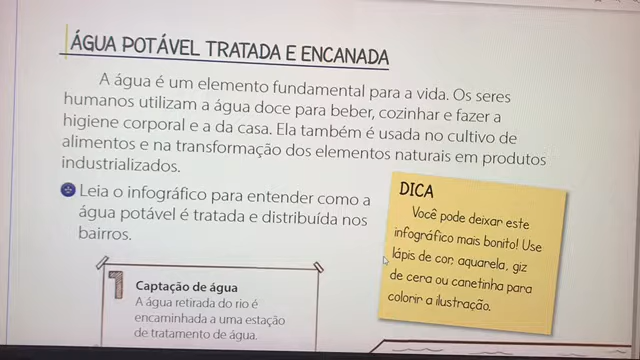 ÁGUA POTÁVEL TRATADA E ENCANADA
A água é um elemento fundamental para a vida. Os seres
humanos utilizam a água doce para beber, cozinhar e fazer a
higiene corporal e a da casa. Ela também é usada no cultivo de
alimentos e na transformação dos elementos naturais em produtos
industrializados.
Leia o infográfico para entender como a
água potável é tratada e distribuída nos
bairros.
DICA
Você pode deixar este
infográfico mais bonito! Use
lápis de cor, aquarela, giz
de cera ou canetinha para
colorir a ilustração.
1
Captação de água
A água retirada do rio é
encaminhada a uma estação
de tratamento de água.